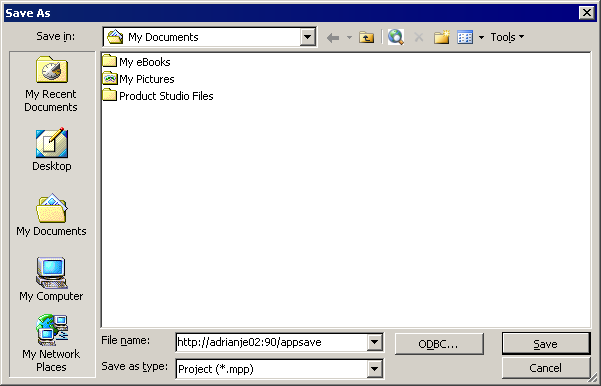 Save As
Save in:
My Documents
Tools
My Recent
Documents
Desktop
My Documents
My Computer
My Network
Places
My eBooks
My Pictures
Product Studio Files
File name:
http://adrianje02:90/appsave
ODBC...
Save
Save as type:
Project (*.mpp)
Cancel